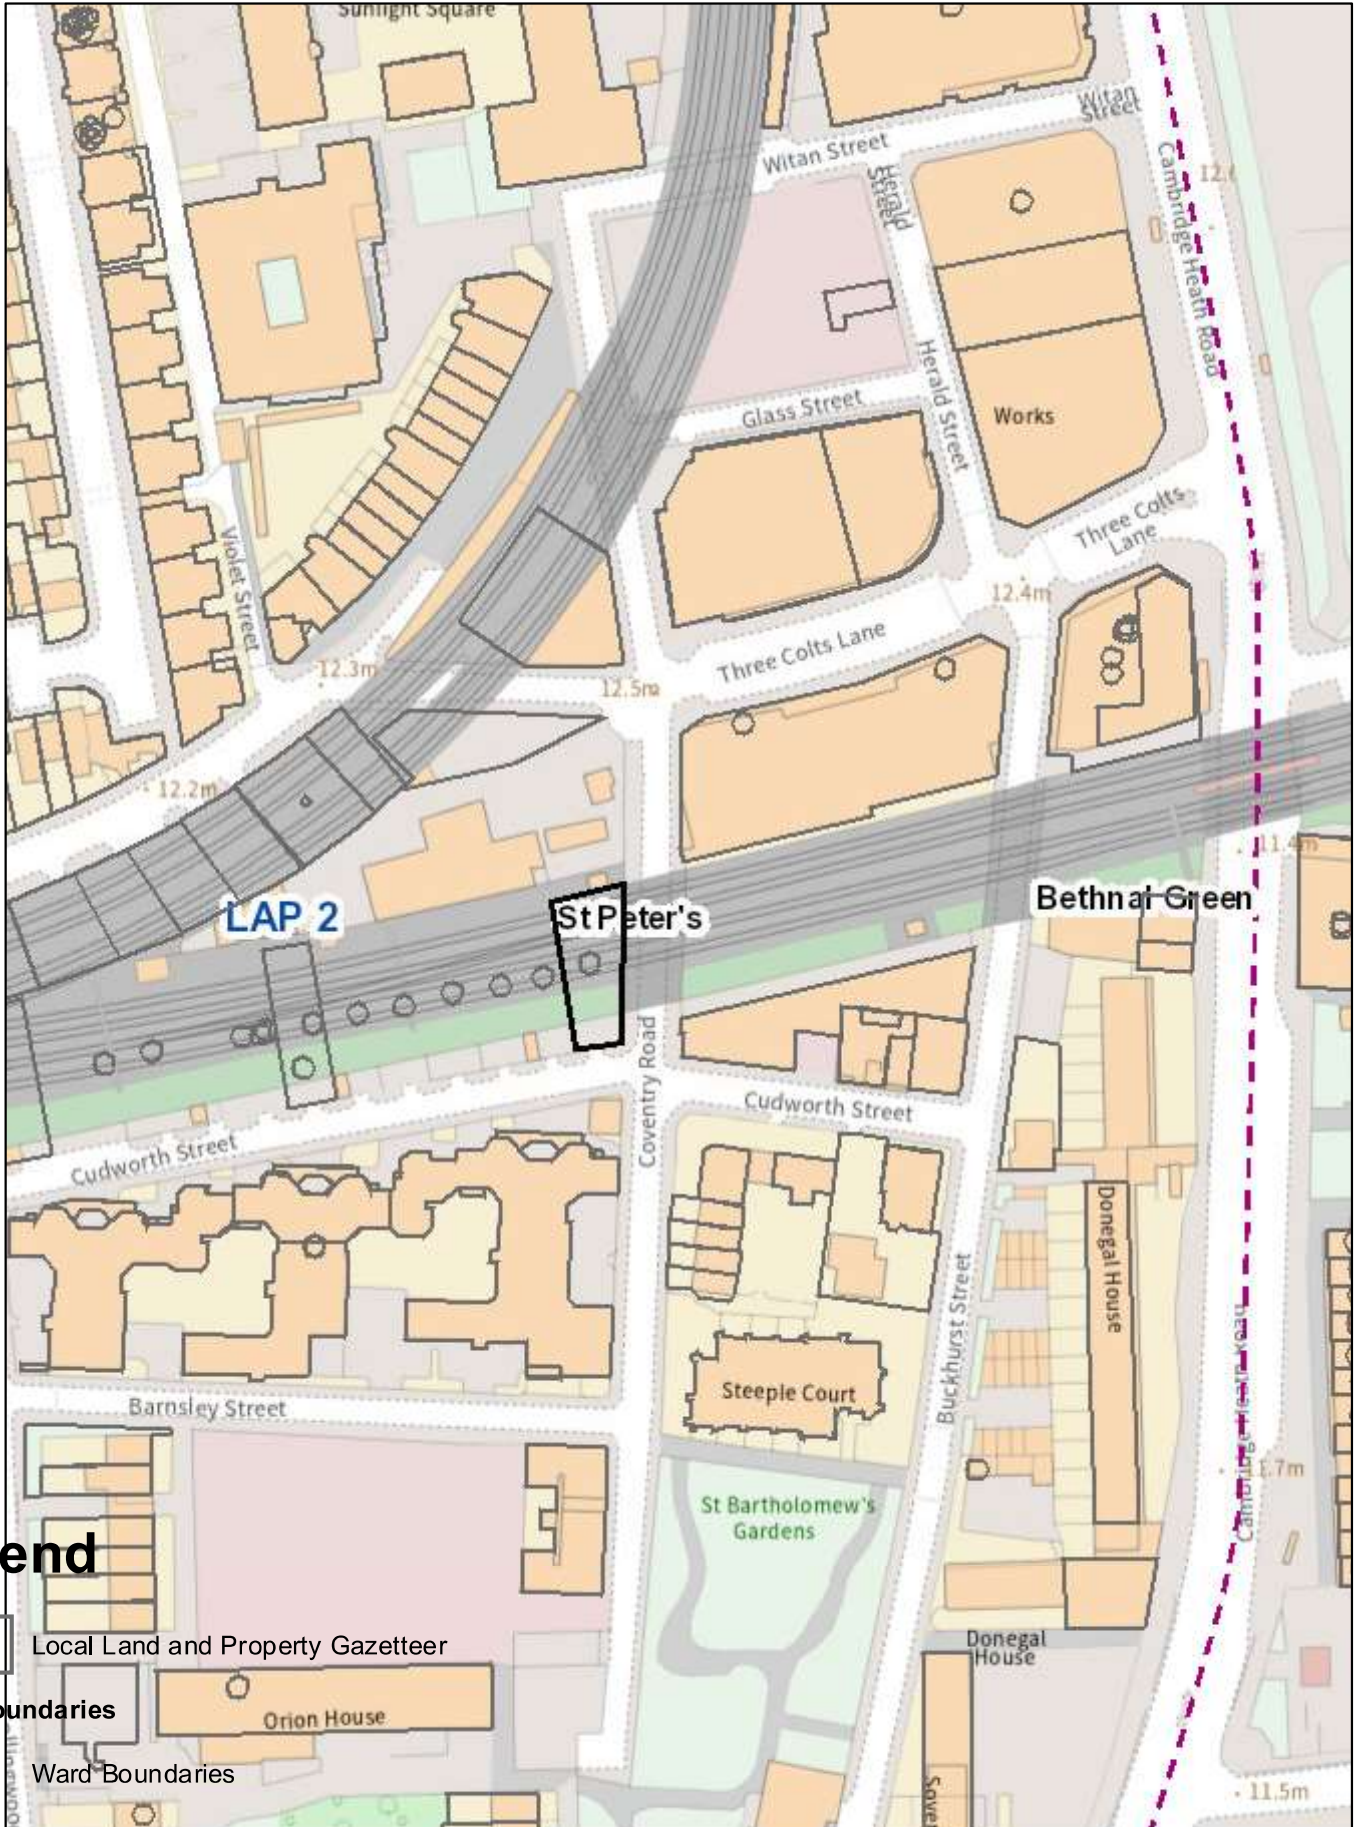 Sunlight Square
Witan
Street
Witan Street
Herald
Street
Cambridge Heath Road
Herald Street
Works
Glass Street
Three Colts
Lane
Violet Street
12.4m
Three Colts Lane
12.3m
12.5m
12.2m
11.4m
LAP 2
St Peter's
Bethnal Green
Coventry Road
Cudworth Street
Cudworth Street
Donegal House
Buckhurst Street
Steeple Court
Barnsley Street
Cambridge Heath Road
11.7m
St Bartholomew's
Gardens
end
Local Land and Property Gazetteer
Donegal
House
oundaries
Orion House
Ward Boundaries
11.5m